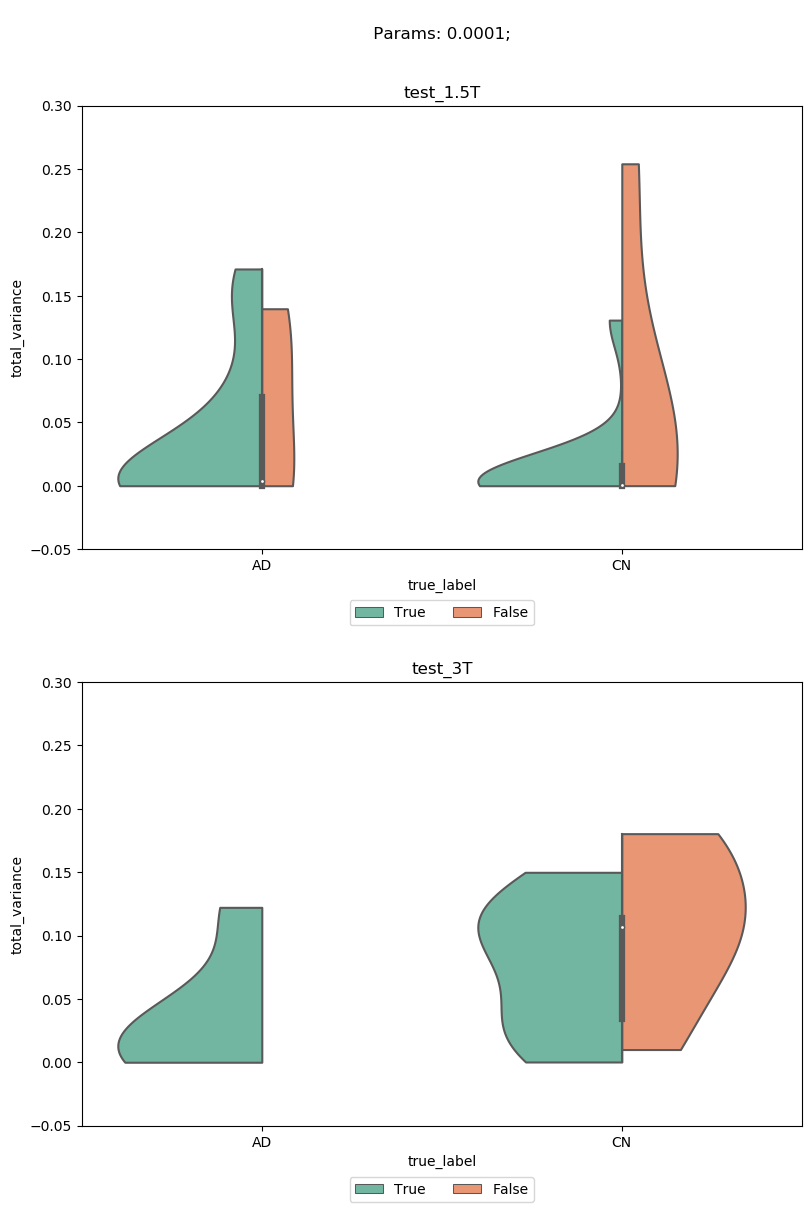 Params: 0.0001;
test_1.5T
0.30
0.25
0.20
0.15
0.10
0.05
0.00
−0.05
total_variance
AD CN
true_label
True False
test_3T
0.30
0.25
0.20
0.15
0.10
0.05
0.00
−0.05
total_variance
AD CN
true_label
True False